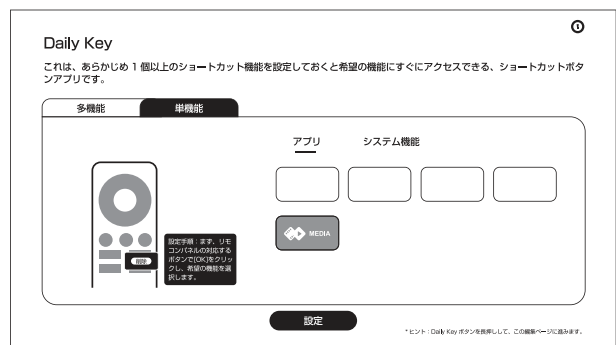 Daily Key
これは、あらかじめ 1 個以上のショートカット機能を設定しておくと希望の機能にすぐにアクセスできる、ショートカットボタ
ンアプリです。
多機能
単機能
アプリ
システム機能
MEDIA
削除
設定手順：まず、リモ
コンパネルの対応する
ボタンで[OK]をクリッ
クし、希望の機能を選
択します。
設定
*ヒント：Daily Key ボタンを長押しして、この編集ページに進みます。